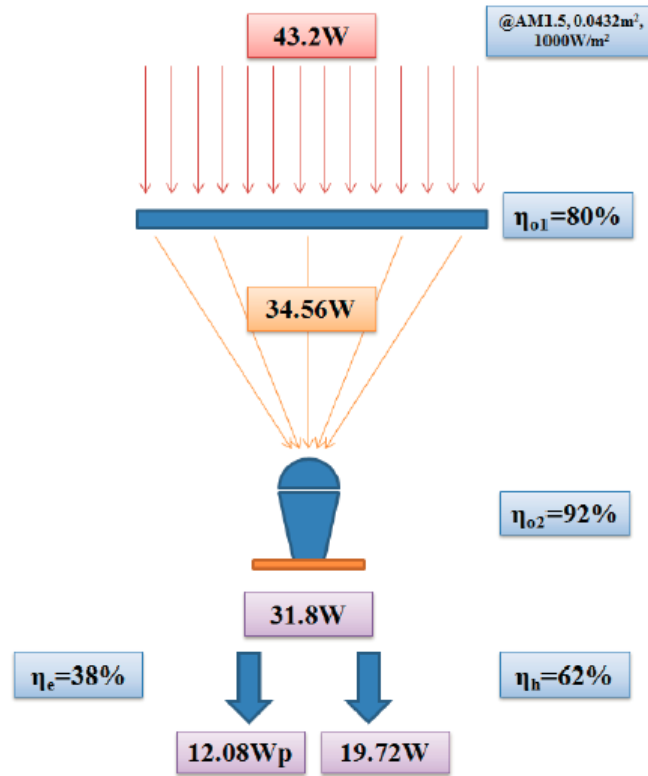 43.2W
@AM1.5, 0.0432m²,
1000W/m²
ηo1=80%
34.56W
ηo2=92%
31.8W
ηe=38%
ηh=62%
12.08Wp
19.72W